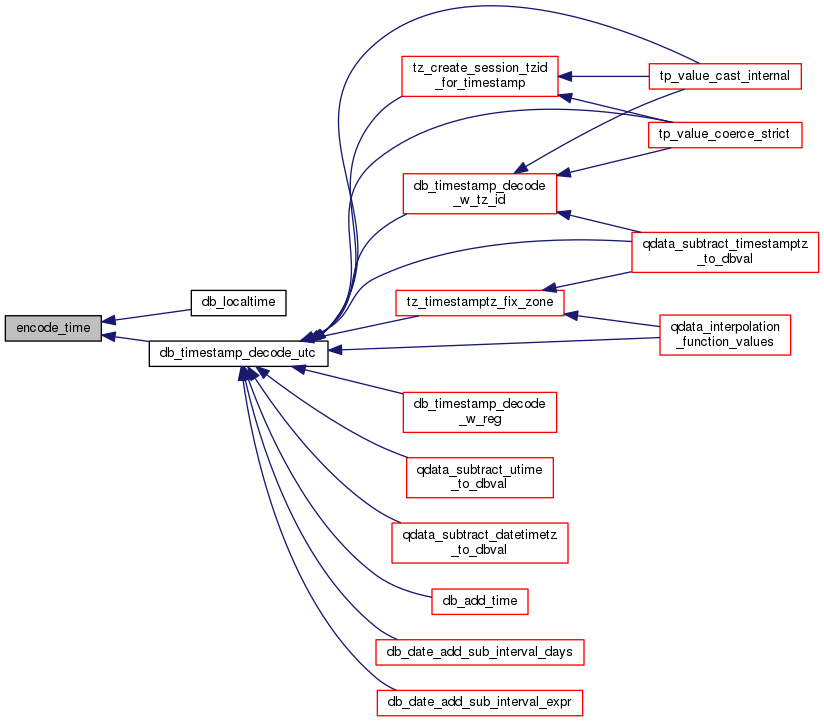 tz_create_session_tzid
_for_timestamp
tp_value_cast_internal
tp_value_coerce_strict
db_timestamp_decode
_w_tz_id
qdata_subtract_timestamptz
_to_dbval
db_localtime
tz_timestamptz_fix_zone
encode_time
qdata_interpolation
_function_values
db_timestamp_decode_utc
db_timestamp_decode
_w_reg
qdata_subtract_utime
_to_dbval
qdata_subtract_datetimetz
_to_dbval
db_add_time
db_date_add_sub_interval_days
db_date_add_sub_interval_expr